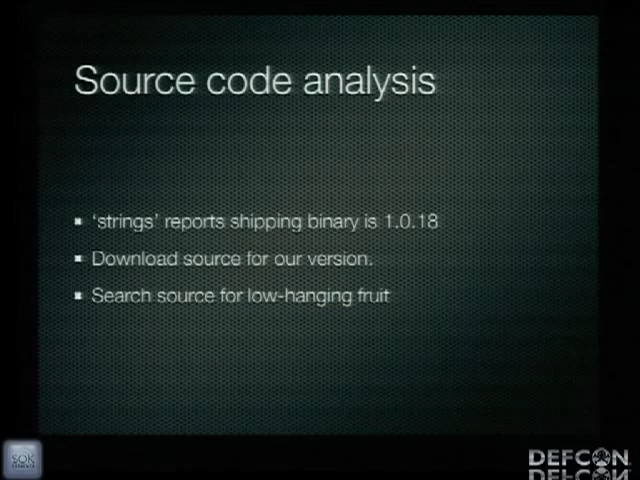 Source code analysis
‘strings’ reports shipping binary is 1.0.18
Download source for our version.
Search source for low-hanging fruit
SOK
DEFCON